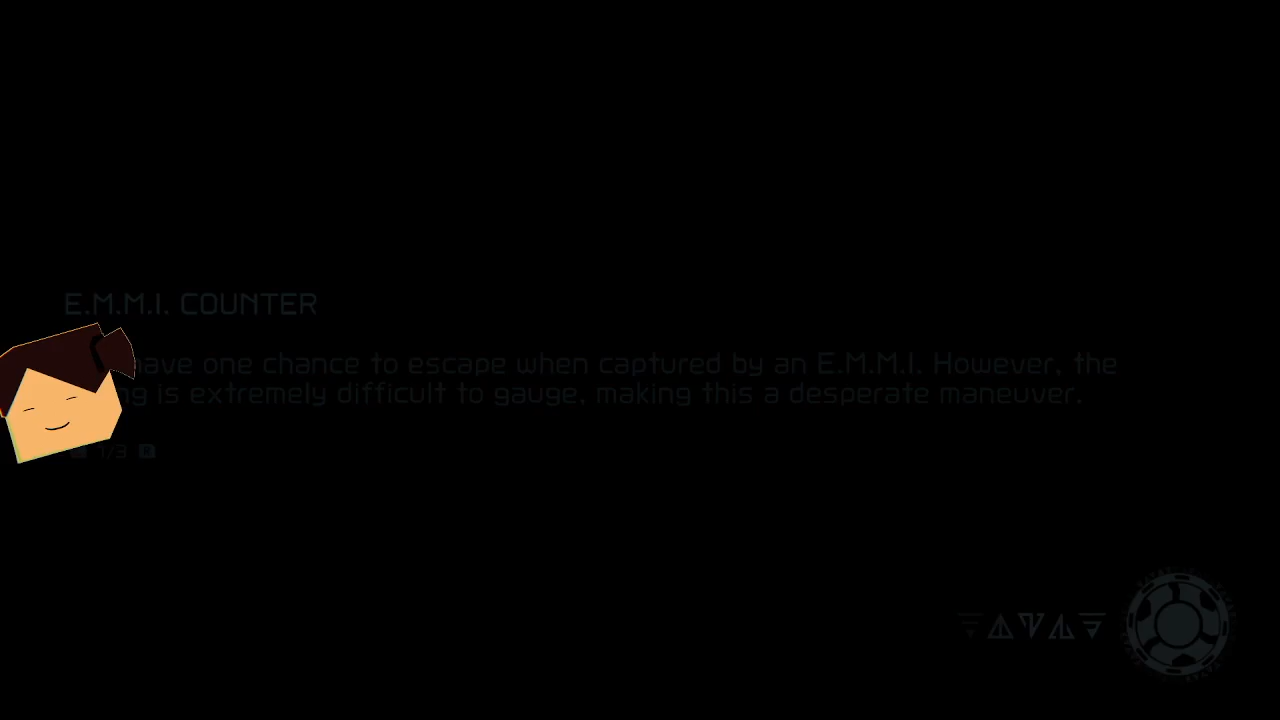 E.M.M.I. COUNTER
have one chance to escape when captured by an E.M.M.I. However, the
is extremely difficult to gauge, making this a desperate maneuver.
1/3 R